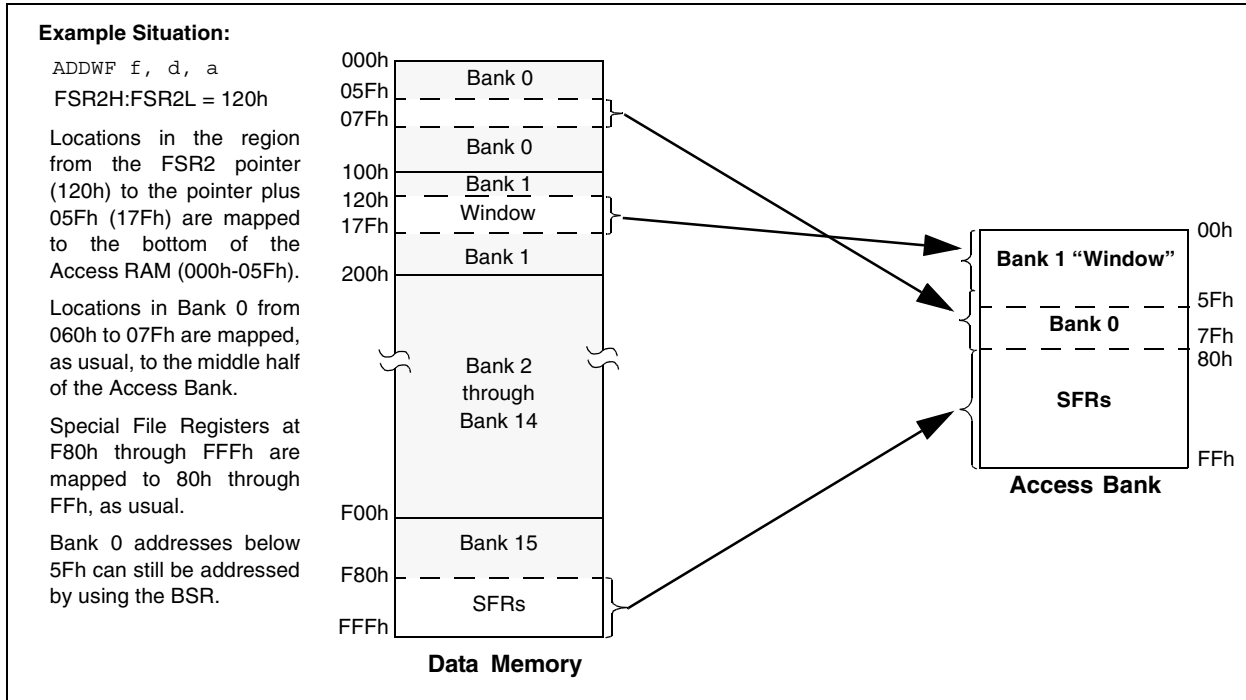 Example Situation:
ADDWF f, d, a
FSR2H:FSR2L = 120h
Locations in the region
from the FSR2 pointer
(120h) to the pointer plus
05Fh (17Fh) are mapped
to the bottom of the
Access RAM (000h-05Fh).
Locations in Bank 0 from
060h to 07Fh are mapped,
as usual, to the middle half
of the Access Bank.
Special File Registers at
F80h through FFFh are
mapped to 80h through
FFh, as usual.
Bank 0 addresses below
5Fh can still be addressed
by using the BSR.
000h
Bank 0
05Fh
07Fh
Bank 0
100h
Bank 1
120h
Window
17Fh
Bank 1
200h
Bank 2
through
Bank 14
F00h
Bank 15
F80h
SFRs
FFFh
Data Memory
00h
Bank 1 “Window”
5Fh
Bank 0
7Fh
80h
SFRs
FFh
Access Bank